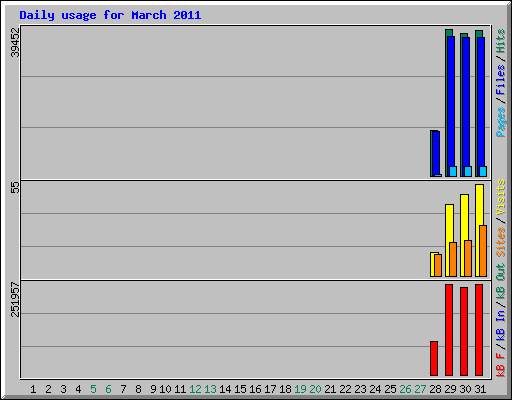 Daily usage for March 2011
39452
55
251957
Pages / Files / Hits
Sites / Visits
kB F / kB In / kB Out
1 2 3 4 5 6 7 8 9 10 11 12 13 14 15 16 17 18 19 20 21 22 23 24 25 26 27 28 29 30 31